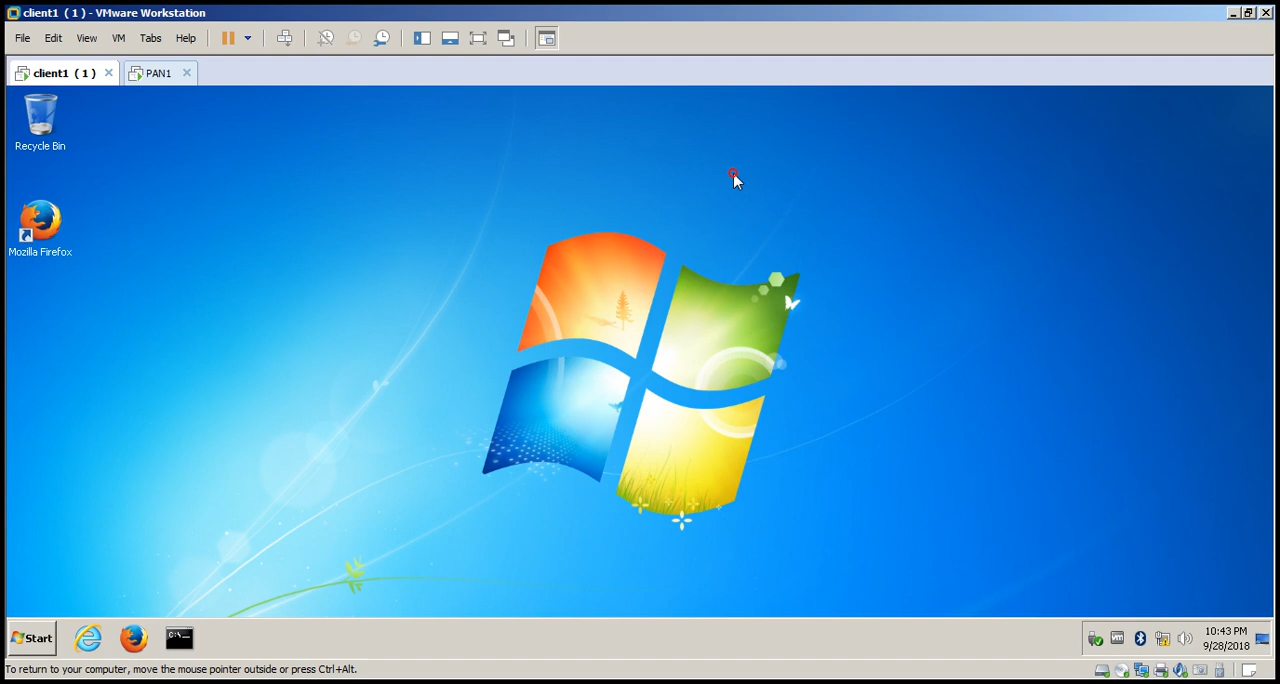 client1 ( 1 ) - VMware Workstation
File Edit View VM Tabs Help
client1 ( 1 ) PAN1
Recycle Bin
Mozilla Firefox
Start
10:43 PM
9/28/2018
To return to your computer, move the mouse pointer outside or press Ctrl+Alt.